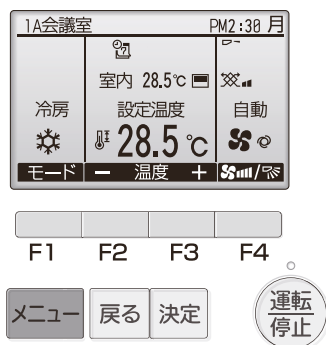 1A会議室 PM2:30 月
室内 28.5℃
冷房 設定温度 自動
28.5℃
モード － 温度 ＋ /
F1 F2 F3 F4
メニュー 戻る 決定 運転
停止